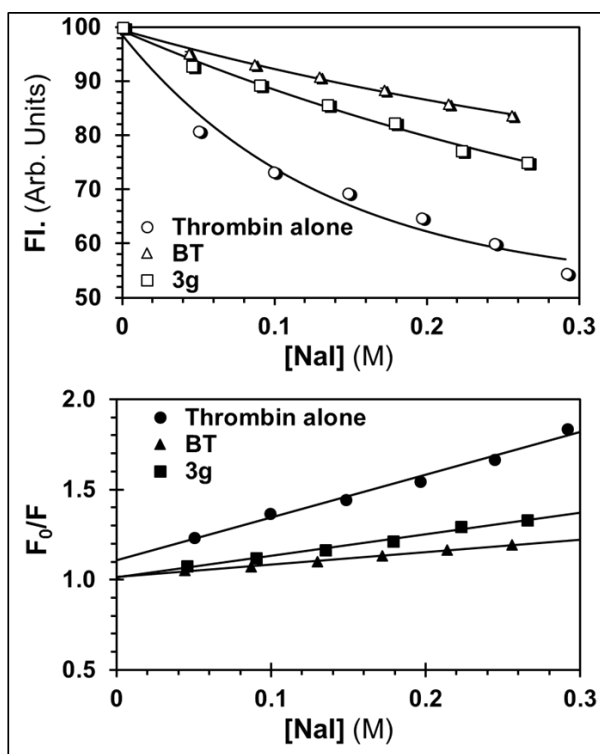 Fl. (Arb. Units)
100
90
80
70
60
50
Thrombin alone
BT
3g
0
0.1
0.2
0.3
[NaI] (M)
F0/F
2.0
1.5
1.0
0.5
Thrombin alone
BT
3g
0
0.1
0.2
0.3
[NaI] (M)